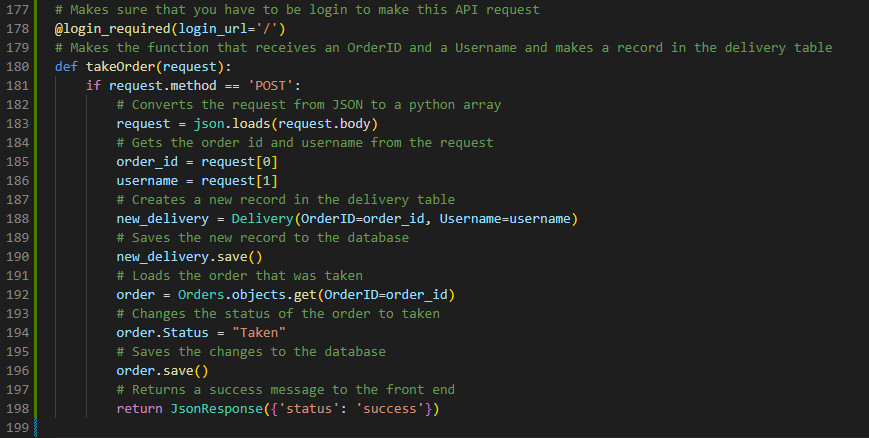 177 # Makes sure that you have to be login to make this API request
178 @login_required(login_url='/')
179 # Makes the function that receives an OrderID and a Username and makes a record in the delivery table
180 def takeOrder(request):
181     if request.method == 'POST':
182         # Converts the request from JSON to a python array
183         request = json.loads(request.body)
184         # Gets the order id and username from the request
185         order_id = request[0]
186         username = request[1]
187         # Creates a new record in the delivery table
188         new_delivery = Delivery(OrderID=order_id, Username=username)
189         # Saves the new record to the database
190         new_delivery.save()
191         # Loads the order that was taken
192         order = Orders.objects.get(OrderID=order_id)
193         # Changes the status of the order to taken
194         order.Status = "Taken"
195         # Saves the changes to the database
196         order.save()
197         # Returns a success message to the front end
198         return JsonResponse({'status': 'success'})
199